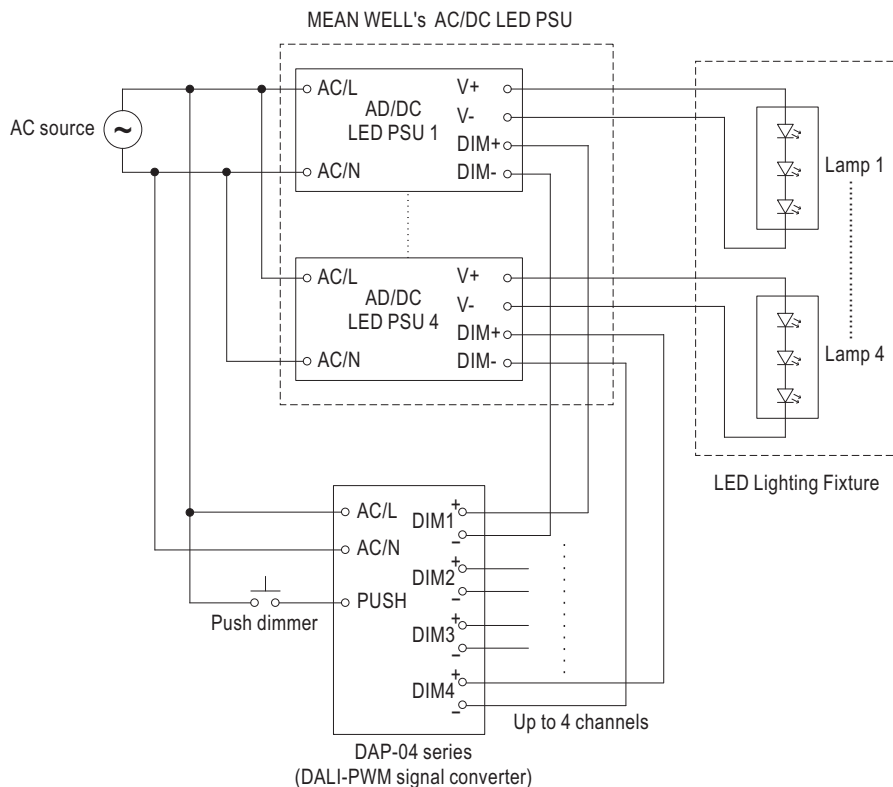 MEAN WELL's AC/DC LED PSU
AC source
~
AC/L
AD/DC
LED PSU 1
AC/N
V+
V-
DIM+
DIM-
Lamp 1
AC/L
AD/DC
LED PSU 4
AC/N
V+
V-
DIM+
DIM-
Lamp 4
LED Lighting Fixture
AC/L
AC/N
PUSH
Push dimmer
DIM1
+
-
DIM2
+
-
DIM3
+
-
DIM4
+
-
Up to 4 channels
DAP-04 series
(DALI-PWM signal converter)